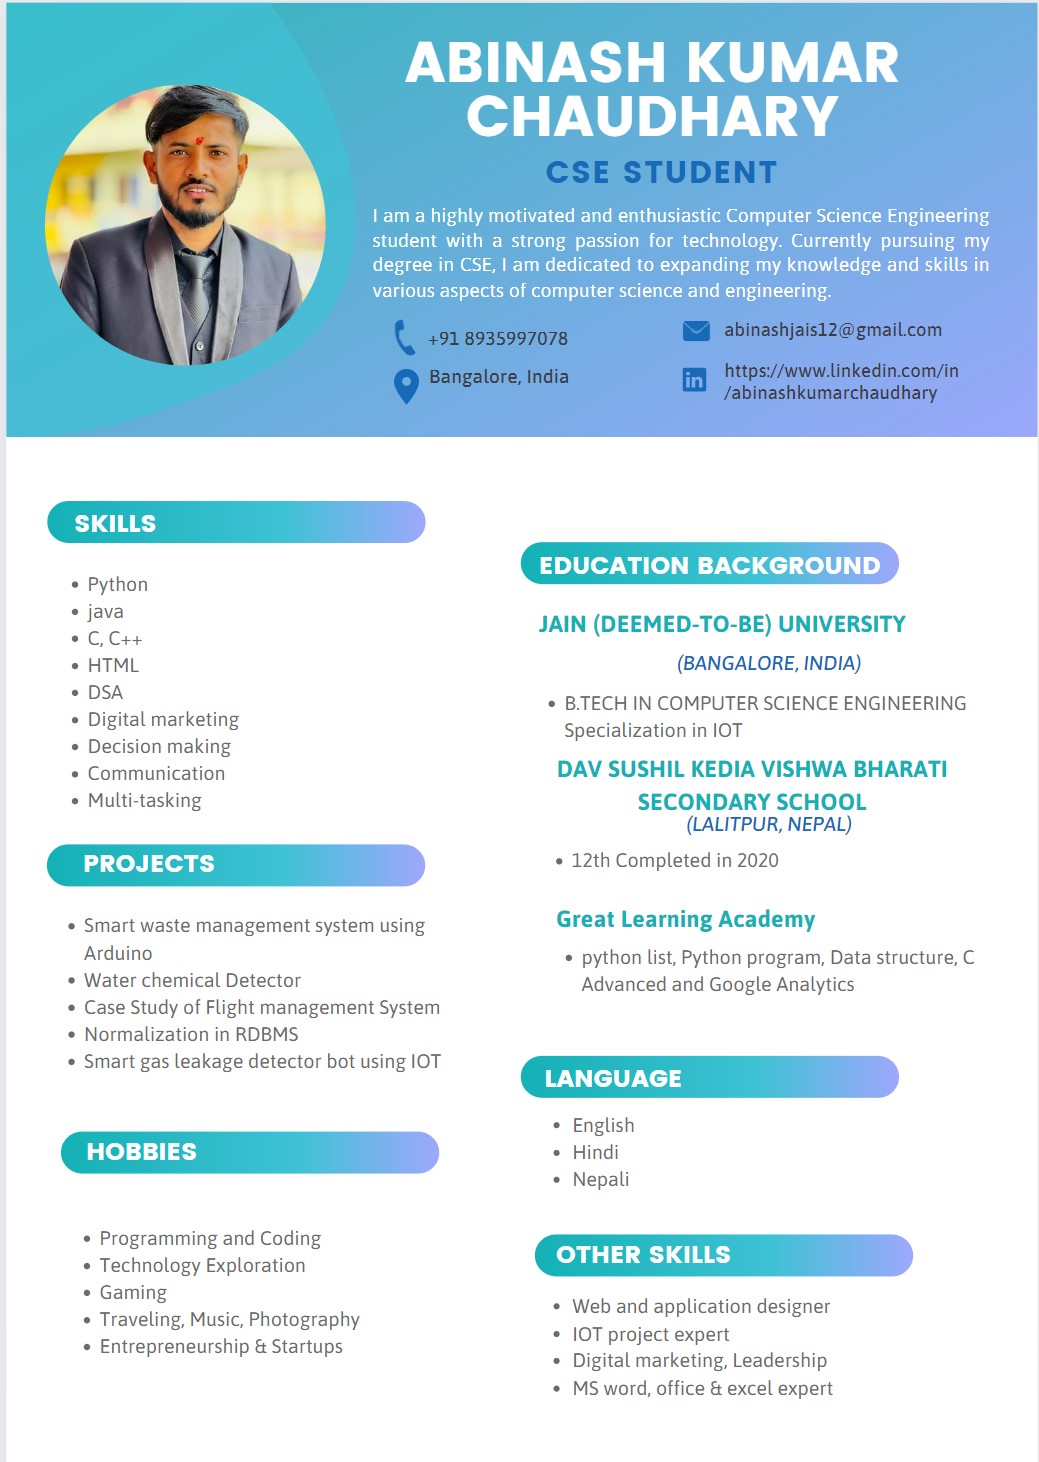 ABINASH KUMAR
CHAUDHARY
CSE STUDENT
I am a highly motivated and enthusiastic Computer Science Engineering
student with a strong passion for technology. Currently pursuing my
degree in CSE, I am dedicated to expanding my knowledge and skills in
various aspects of computer science and engineering.
+91 8935997078
Bangalore, India
abinashjais12@gmail.com
https://www.linkedin.com/in
/abinashkumarchaudhary
SKILLS
• Python
• java
• C, C++
• HTML
• DSA
• Digital marketing
• Decision making
• Communication
• Multi-tasking
PROJECTS
• Smart waste management system using
Arduino
• Water chemical Detector
• Case Study of Flight management System
• Normalization in RDBMS
• Smart gas leakage detector bot using IOT
HOBBIES
• Programming and Coding
• Technology Exploration
• Gaming
• Traveling, Music, Photography
• Entrepreneurship & Startups
EDUCATION BACKGROUND
JAIN (DEEMED-TO-BE) UNIVERSITY
(BANGALORE, INDIA)
• B.TECH IN COMPUTER SCIENCE ENGINEERING
Specialization in IOT
DAV SUSHIL KEDIA VISHWA BHARATI
SECONDARY SCHOOL
(LALITPUR, NEPAL)
• 12th Completed in 2020
Great Learning Academy
• python list, Python program, Data structure, C
Advanced and Google Analytics
LANGUAGE
• English
• Hindi
• Nepali
OTHER SKILLS
• Web and application designer
• IOT project expert
• Digital marketing, Leadership
• MS word, office & excel expert